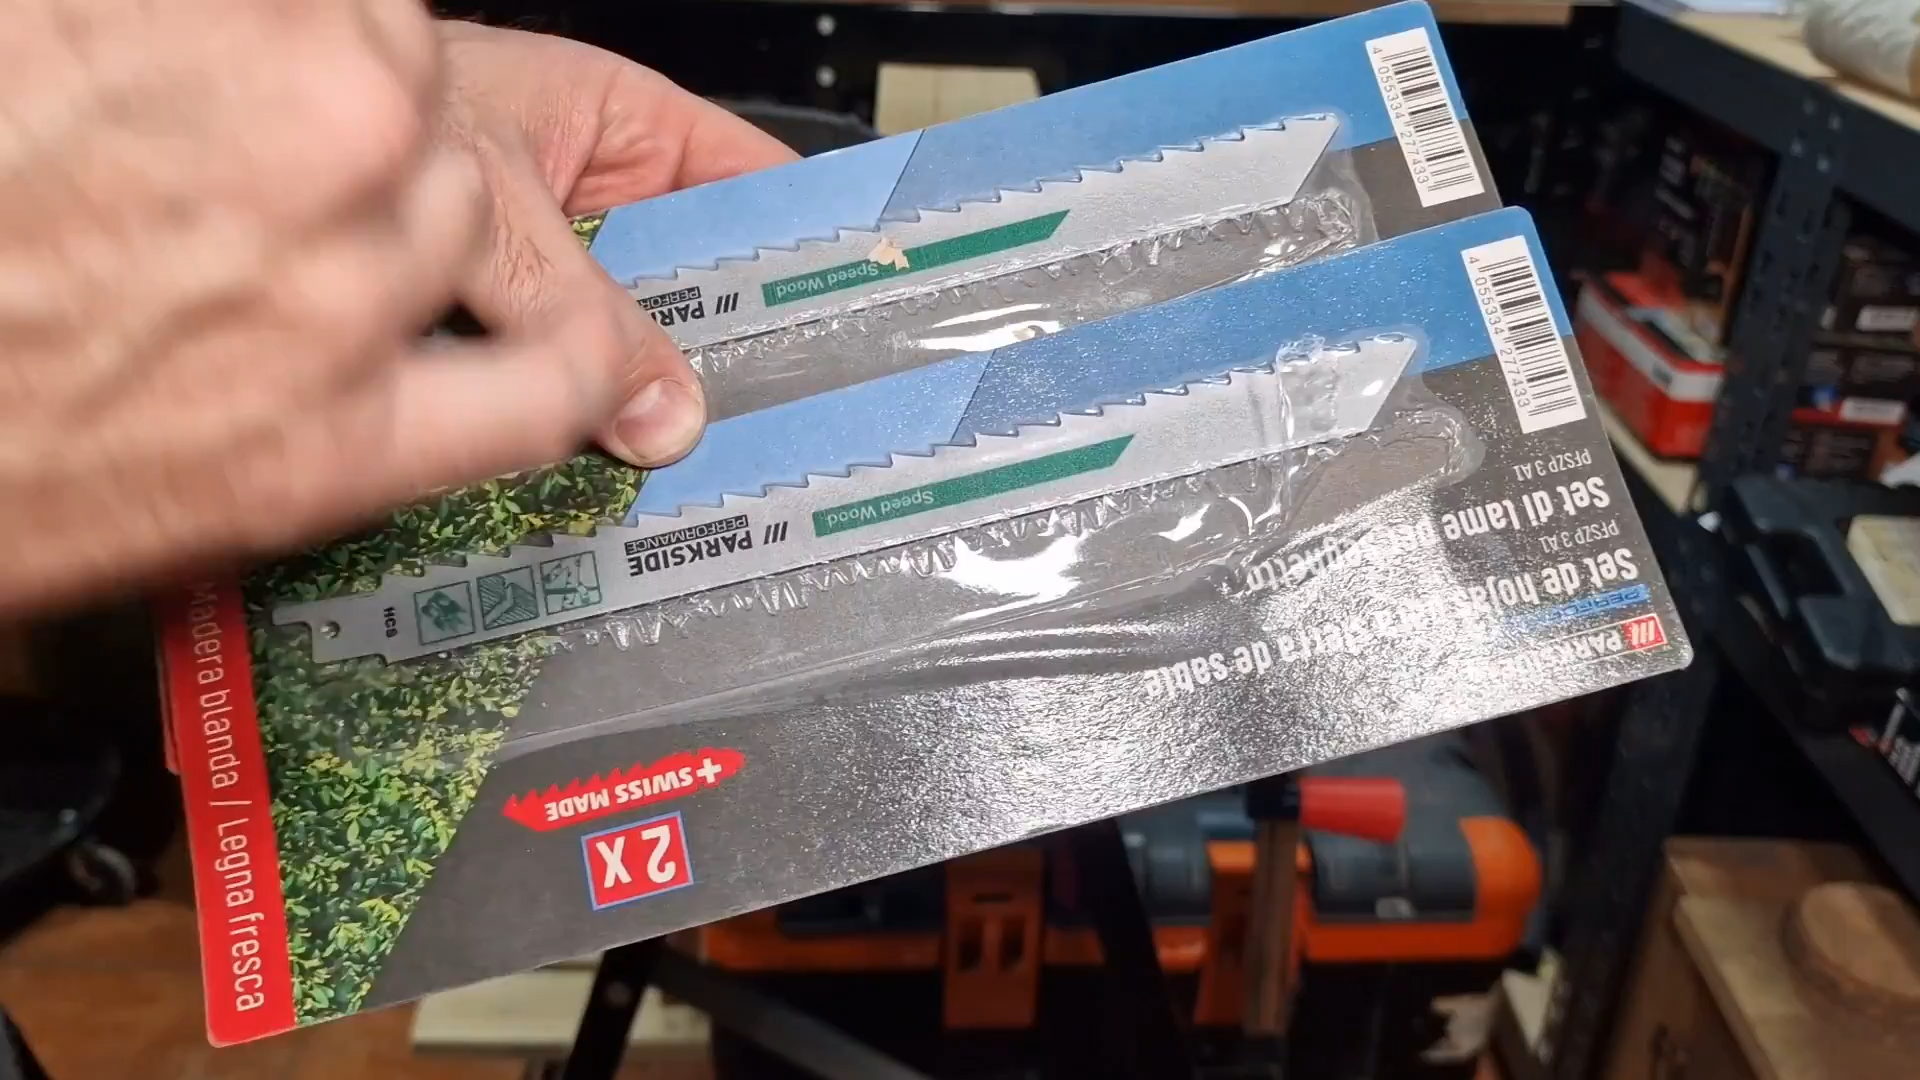 4 055334 277433
Speed Wood
/// PARKSIDE
4 055334 277433
Speed Wood
/// PARKSIDE
PERFORMANCE
HCS
PFSZP 3 A1
Set di lame per seghetto
PFSZP 3 A1
Set de hojas para sierra de sable
/// PARKSIDE
Madera blanda / Legna fresca
+SWISS MADE
2 X